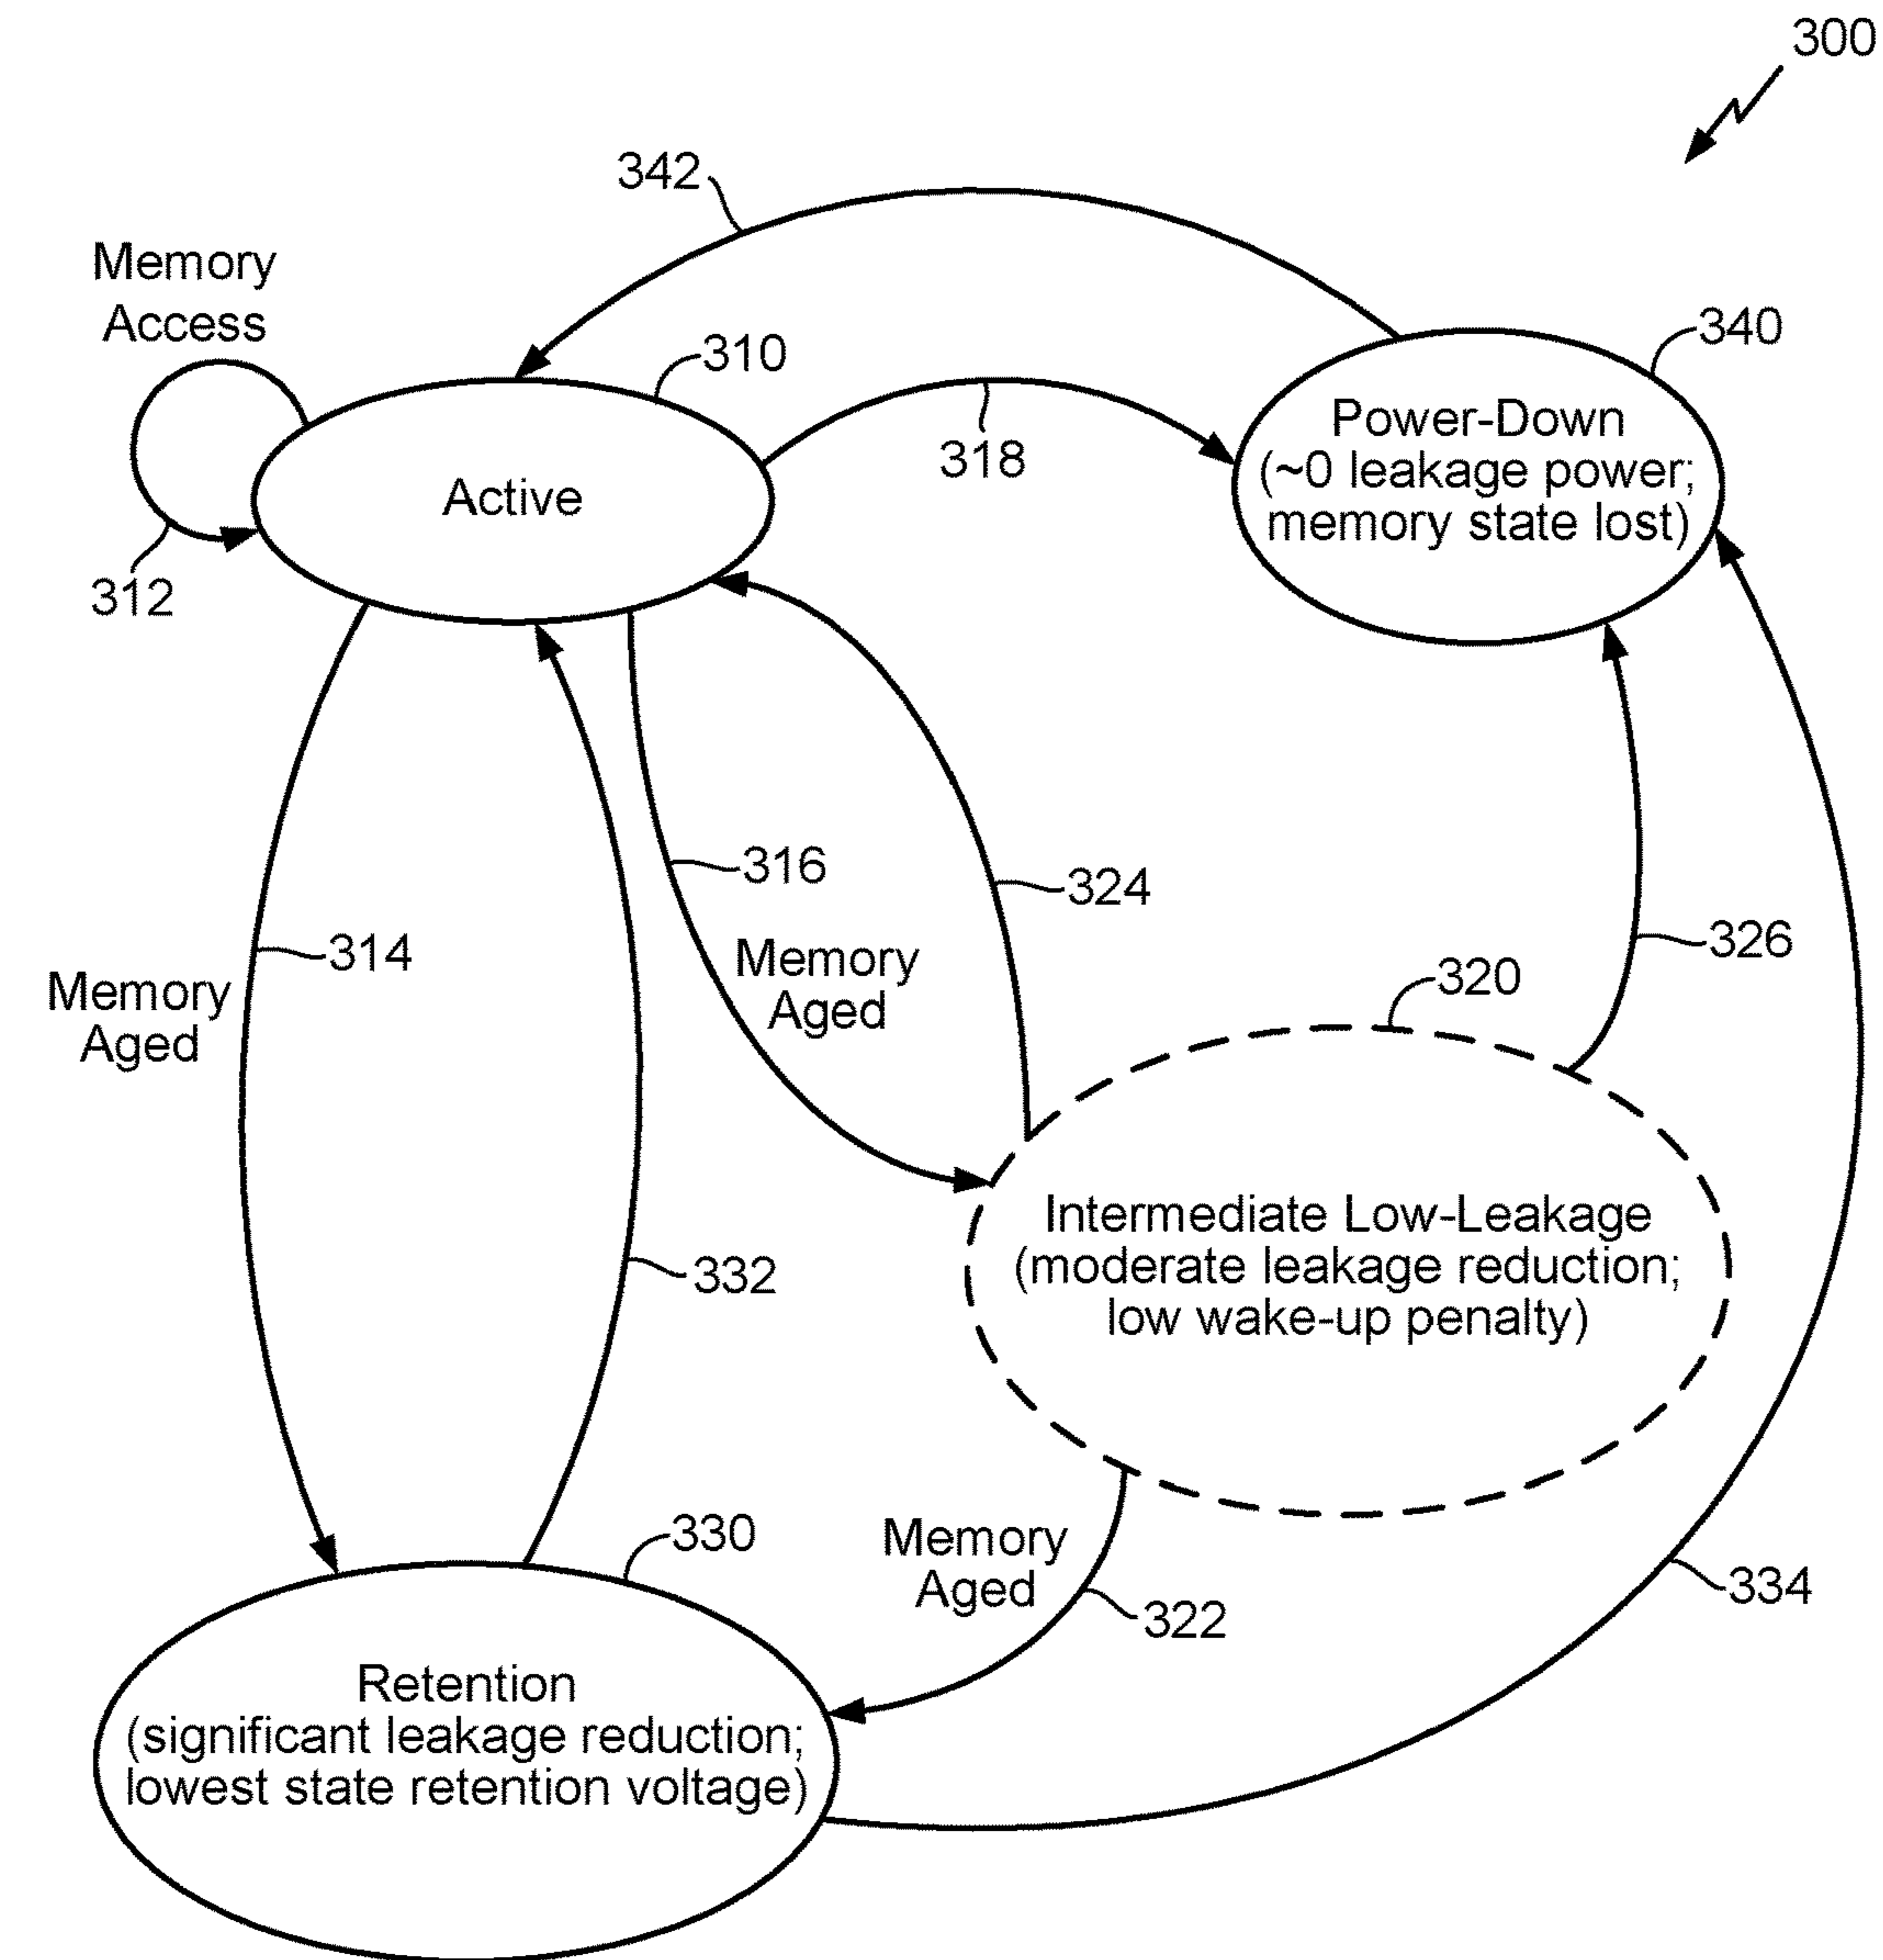 300
342
Memory
Access
310
340
Power-Down
(~0 leakage power;
memory state lost)
318
Active
312
316
324
314
Memory
Aged
Memory
Aged
326
320
Intermediate Low-Leakage
(moderate leakage reduction;
low wake-up penalty)
332
330
Memory
Aged
322
334
Retention
(significant leakage reduction;
lowest state retention voltage)